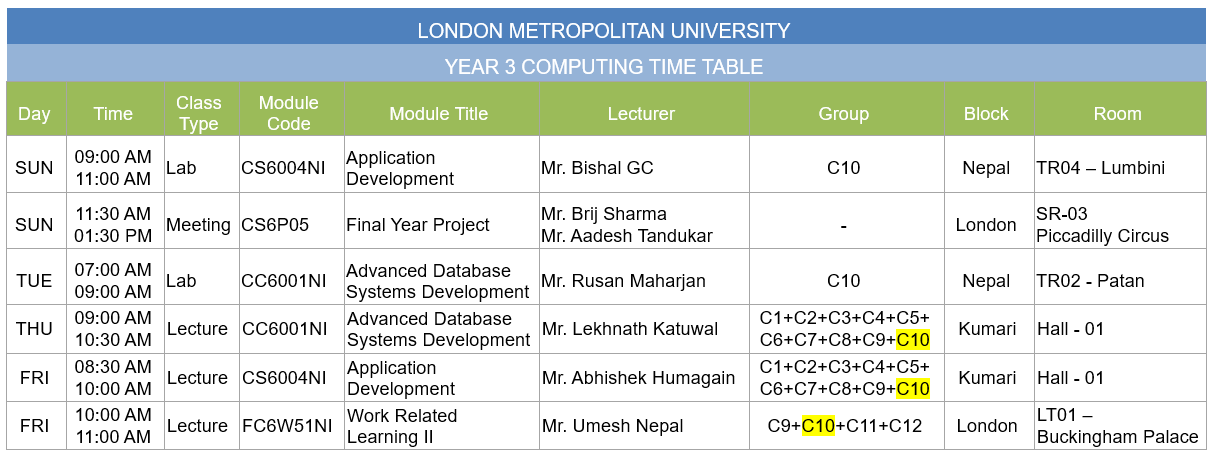 LONDON METROPOLITAN UNIVERSITY
YEAR 3 COMPUTING TIME TABLE
Day Time Class Type Module Code Module Title Lecturer Group Block Room
SUN 09:00 AM 11:00 AM Lab CS6004NI Application Development Mr. Bishal GC C10 Nepal TR04 – Lumbini
SUN 11:30 AM 01:30 PM Meeting CS6P05 Final Year Project Mr. Brij Sharma Mr. Aadesh Tandukar - London SR-03 Piccadilly Circus
TUE 07:00 AM 09:00 AM Lab CC6001NI Advanced Database Systems Development Mr. Rusan Maharjan C10 Nepal TR02 - Patan
THU 09:00 AM 10:30 AM Lecture CC6001NI Advanced Database Systems Development Mr. Lekhnath Katuwal C1+C2+C3+C4+C5+ C6+C7+C8+C9+C10 Kumari Hall - 01
FRI 08:30 AM 10:00 AM Lecture CS6004NI Application Development Mr. Abhishek Humagain C1+C2+C3+C4+C5+ C6+C7+C8+C9+C10 Kumari Hall - 01
FRI 10:00 AM 11:00 AM Lecture FC6W51NI Work Related Learning II Mr. Umesh Nepal C9+C10+C11+C12 London LT01 – Buckingham Palace